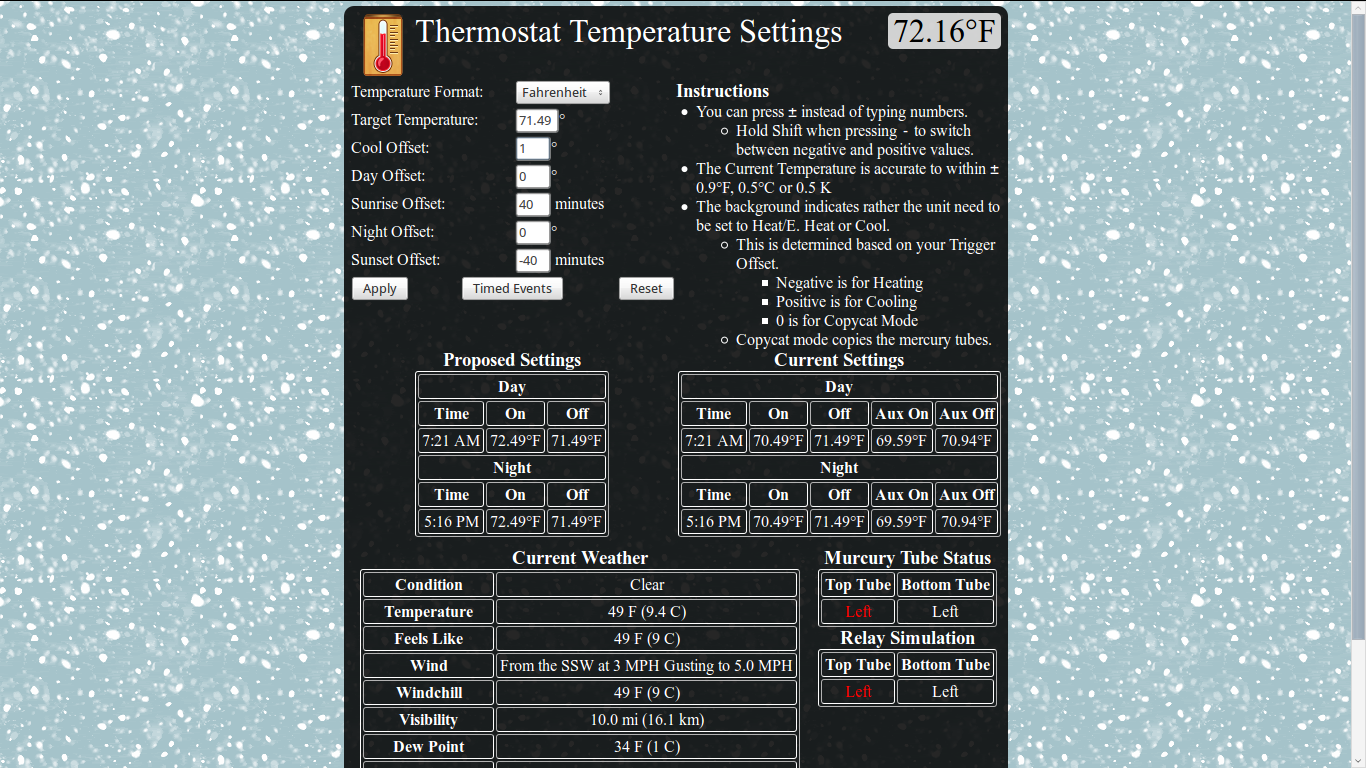 Thermostat Temperature Settings
72.16°F
Temperature Format: Fahrenheit
Target Temperature: 71.49 °
Cool Offset: 1 °
Day Offset: 0 °
Sunrise Offset: 40 minutes
Night Offset: 0 °
Sunset Offset: -40 minutes
Apply Timed Events Reset
Instructions
You can press ± instead of typing numbers.
Hold Shift when pressing - to switch
between negative and positive values.
The Current Temperature is accurate to within ±
0.9°F, 0.5°C or 0.5 K
The background indicates rather the unit need to
be set to Heat/E. Heat or Cool.
This is determined based on your Trigger
Offset.
Negative is for Heating
Positive is for Cooling
0 is for Copycat Mode
Copycat mode copies the mercury tubes.
Proposed Settings
Day
Time On Off
7:21 AM 72.49°F 71.49°F
Night
Time On Off
5:16 PM 72.49°F 71.49°F
Current Settings
Day
Time On Off Aux On Aux Off
7:21 AM 70.49°F 71.49°F 69.59°F 70.94°F
Night
Time On Off Aux On Aux Off
5:16 PM 70.49°F 71.49°F 69.59°F 70.94°F
Current Weather
Condition Clear
Temperature 49 F (9.4 C)
Feels Like 49 F (9 C)
Wind From the SSW at 3 MPH Gusting to 5.0 MPH
Windchill 49 F (9 C)
Visibility 10.0 mi (16.1 km)
Dew Point 34 F (1 C)
Murcury Tube Status
Top Tube Bottom Tube
Left Left
Relay Simulation
Top Tube Bottom Tube
Left Left